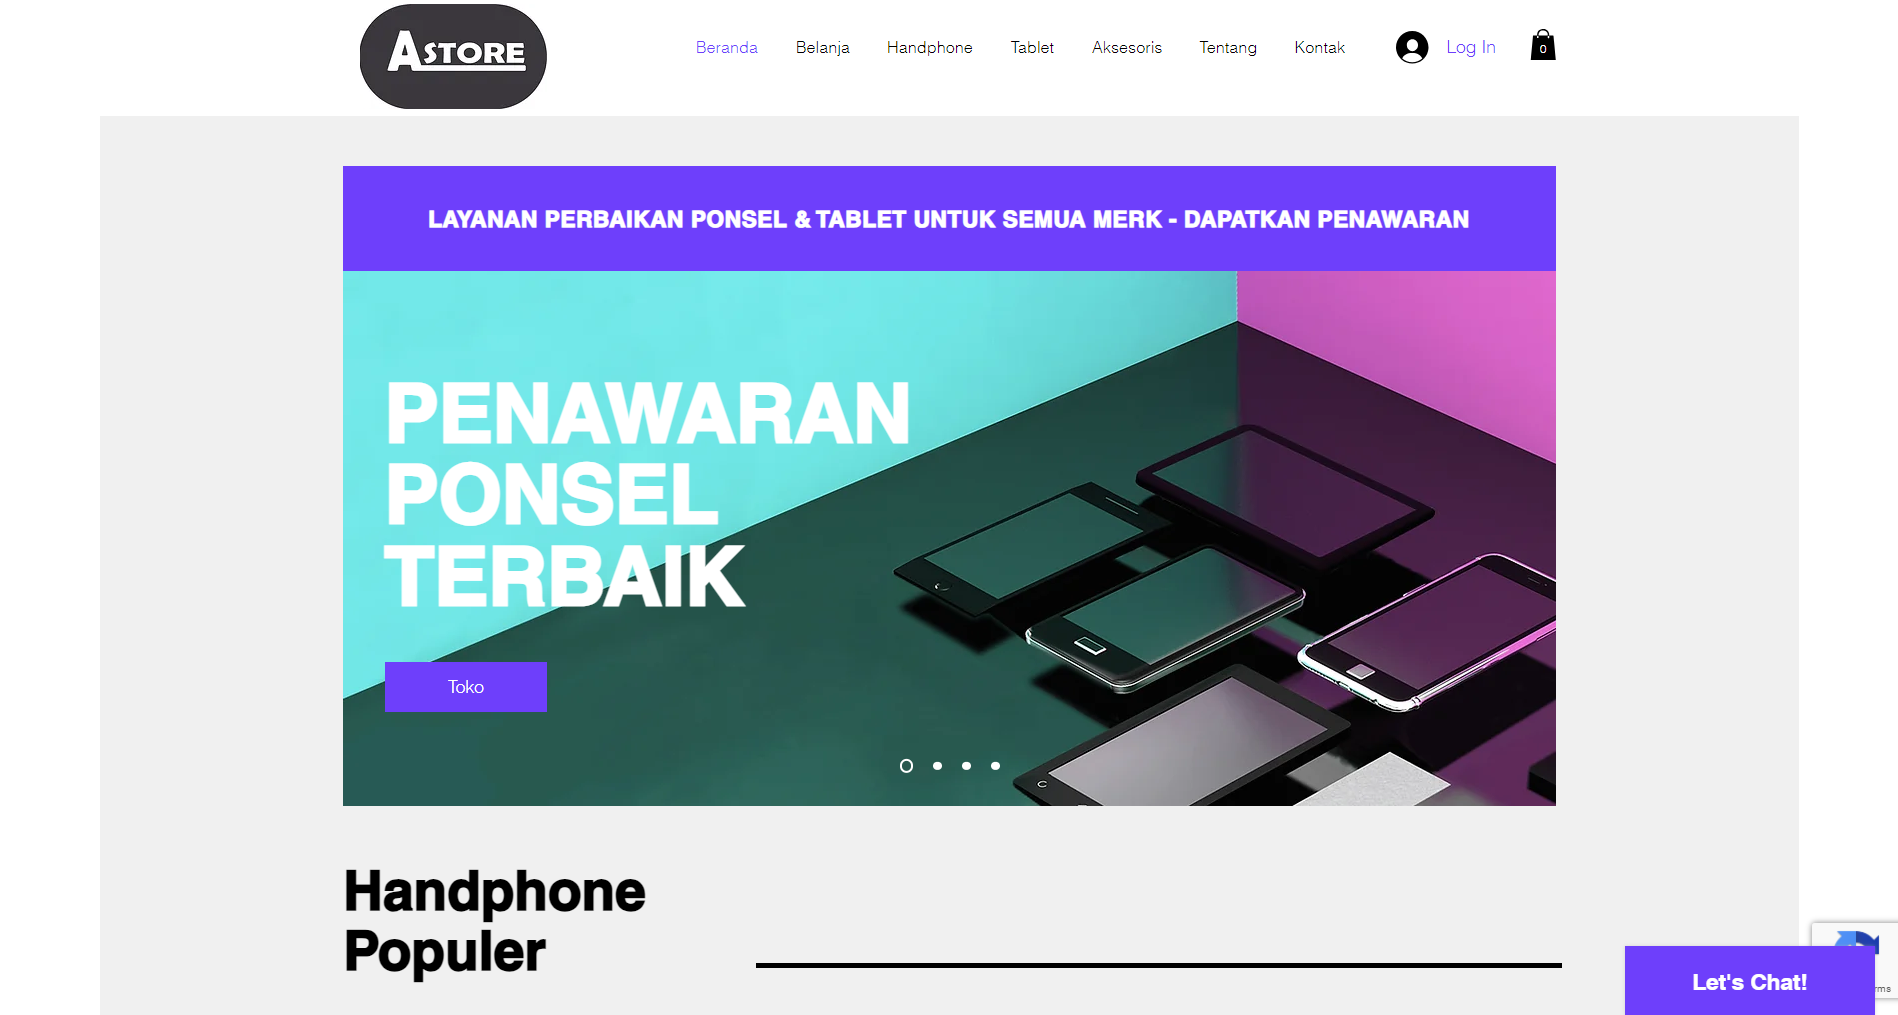 ASTORE
Beranda
Belanja
Handphone
Tablet
Aksesoris
Tentang
Kontak
Log In
0
LAYANAN PERBAIKAN PONSEL & TABLET UNTUK SEMUA MERK - DAPATKAN PENAWARAN
PENAWARAN
PONSEL
TERBAIK
Toko
Handphone
Populer
Let's Chat!